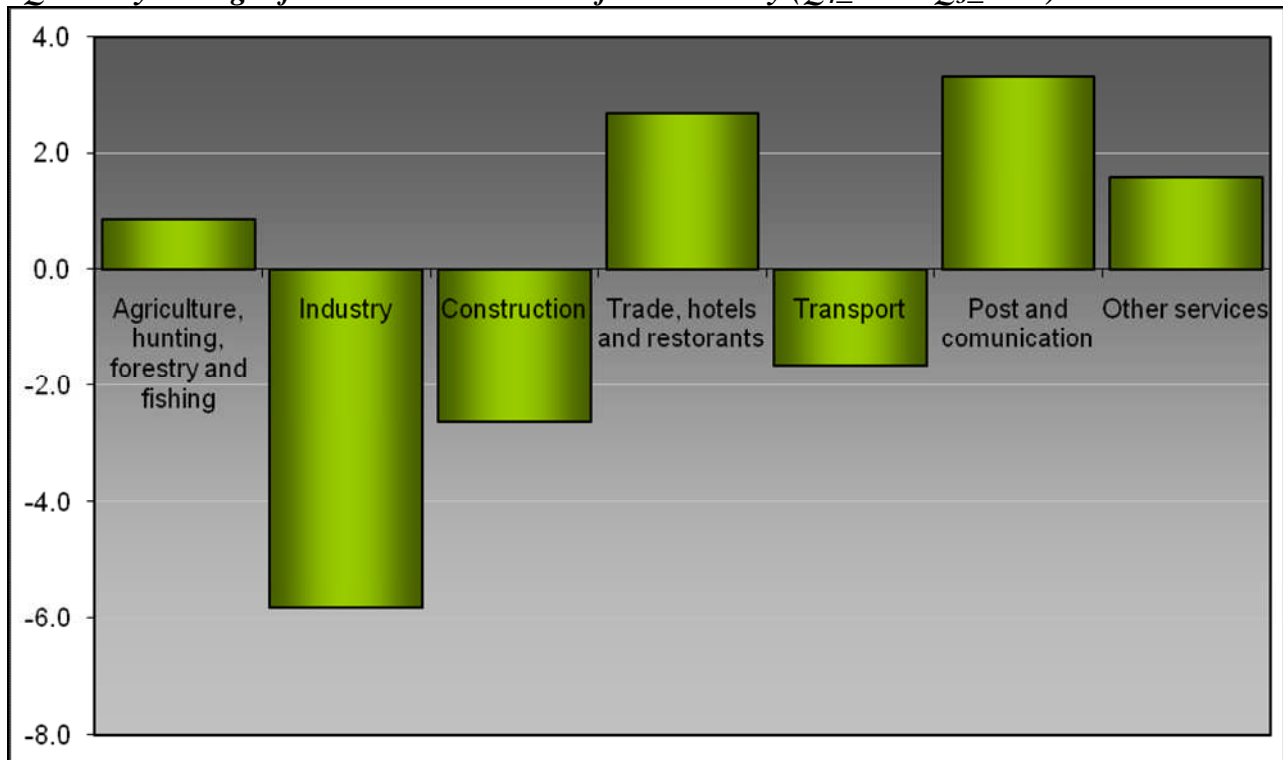 4.0
2.0
0.0
-2.0
-4.0
-6.0
-8.0
Agriculture,
hunting,
forestry and
fishing
Industry
Construction
Trade, hotels
and restorants
Transport
Post and
comunication
Other services